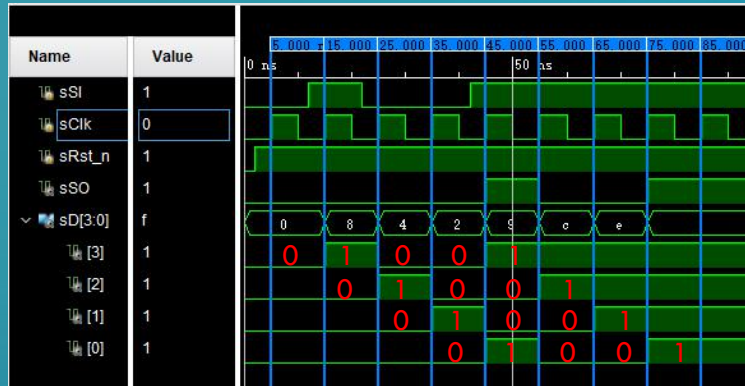 Name Value
5.000 n 15.000 25.000 35.000 45.000 55.000 65.000 75.000 85.000
0 ns 50 ns
sSI 1
sClk 0
sRst_n 1
sSO 1
sD[3:0] f 0 8 4 2 9 c e
[3] 1 0 1 0 0 1
[2] 1 0 1 0 0 1
[1] 1 0 1 0 0 1
[0] 1 0 1 0 0 1